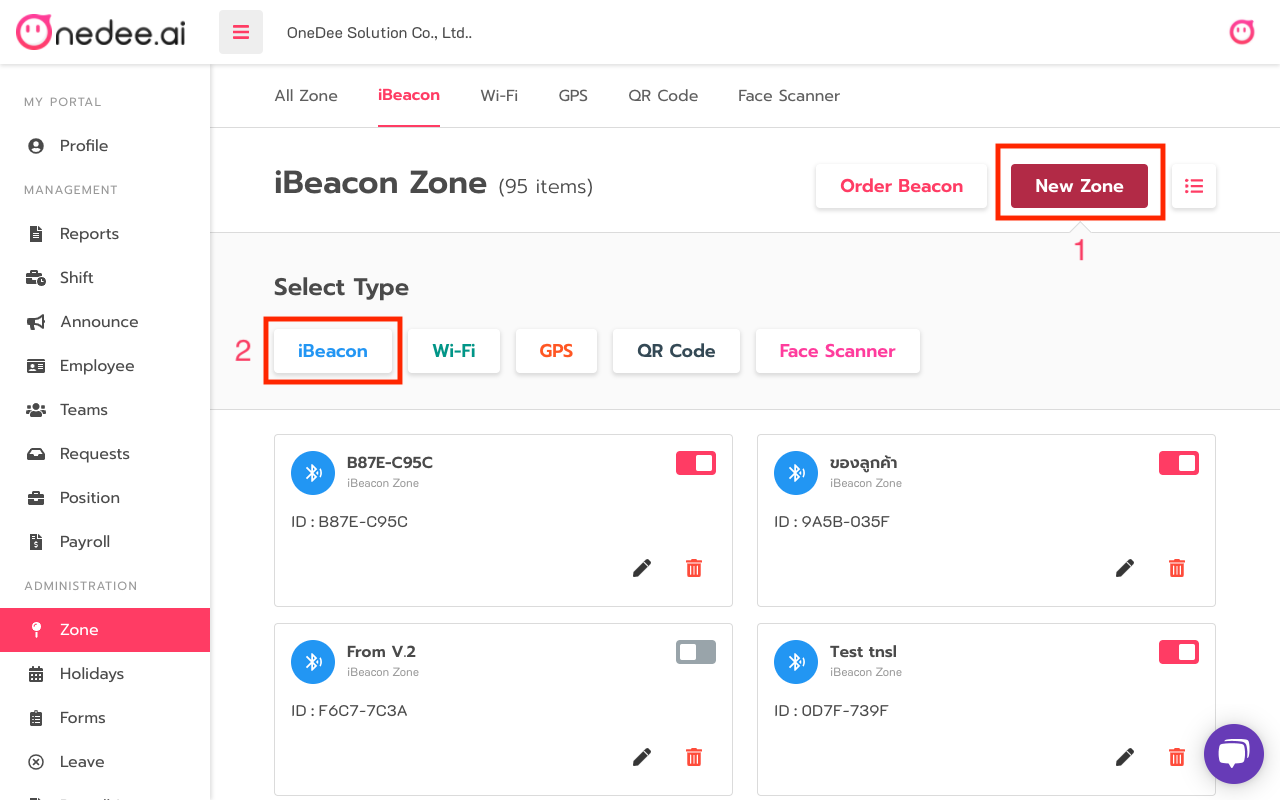 Onedee.ai
OneDee Solution Co., Ltd..
MY PORTAL
Profile
MANAGEMENT
Reports
Shift
Announce
Employee
Teams
Requests
Position
Payroll
ADMINISTRATION
Zone
Holidays
Forms
Leave
All Zone iBeacon Wi-Fi GPS QR Code Face Scanner
iBeacon Zone (95 items)
Order Beacon New Zone
1
Select Type
2 iBeacon Wi-Fi GPS QR Code Face Scanner
B87E-C95C
iBeacon Zone
ID : B87E-C95C
ของลูกค้า
iBeacon Zone
ID : 9A5B-035F
From V.2
iBeacon Zone
ID : F6C7-7C3A
Test tnsl
iBeacon Zone
ID : 0D7F-739F